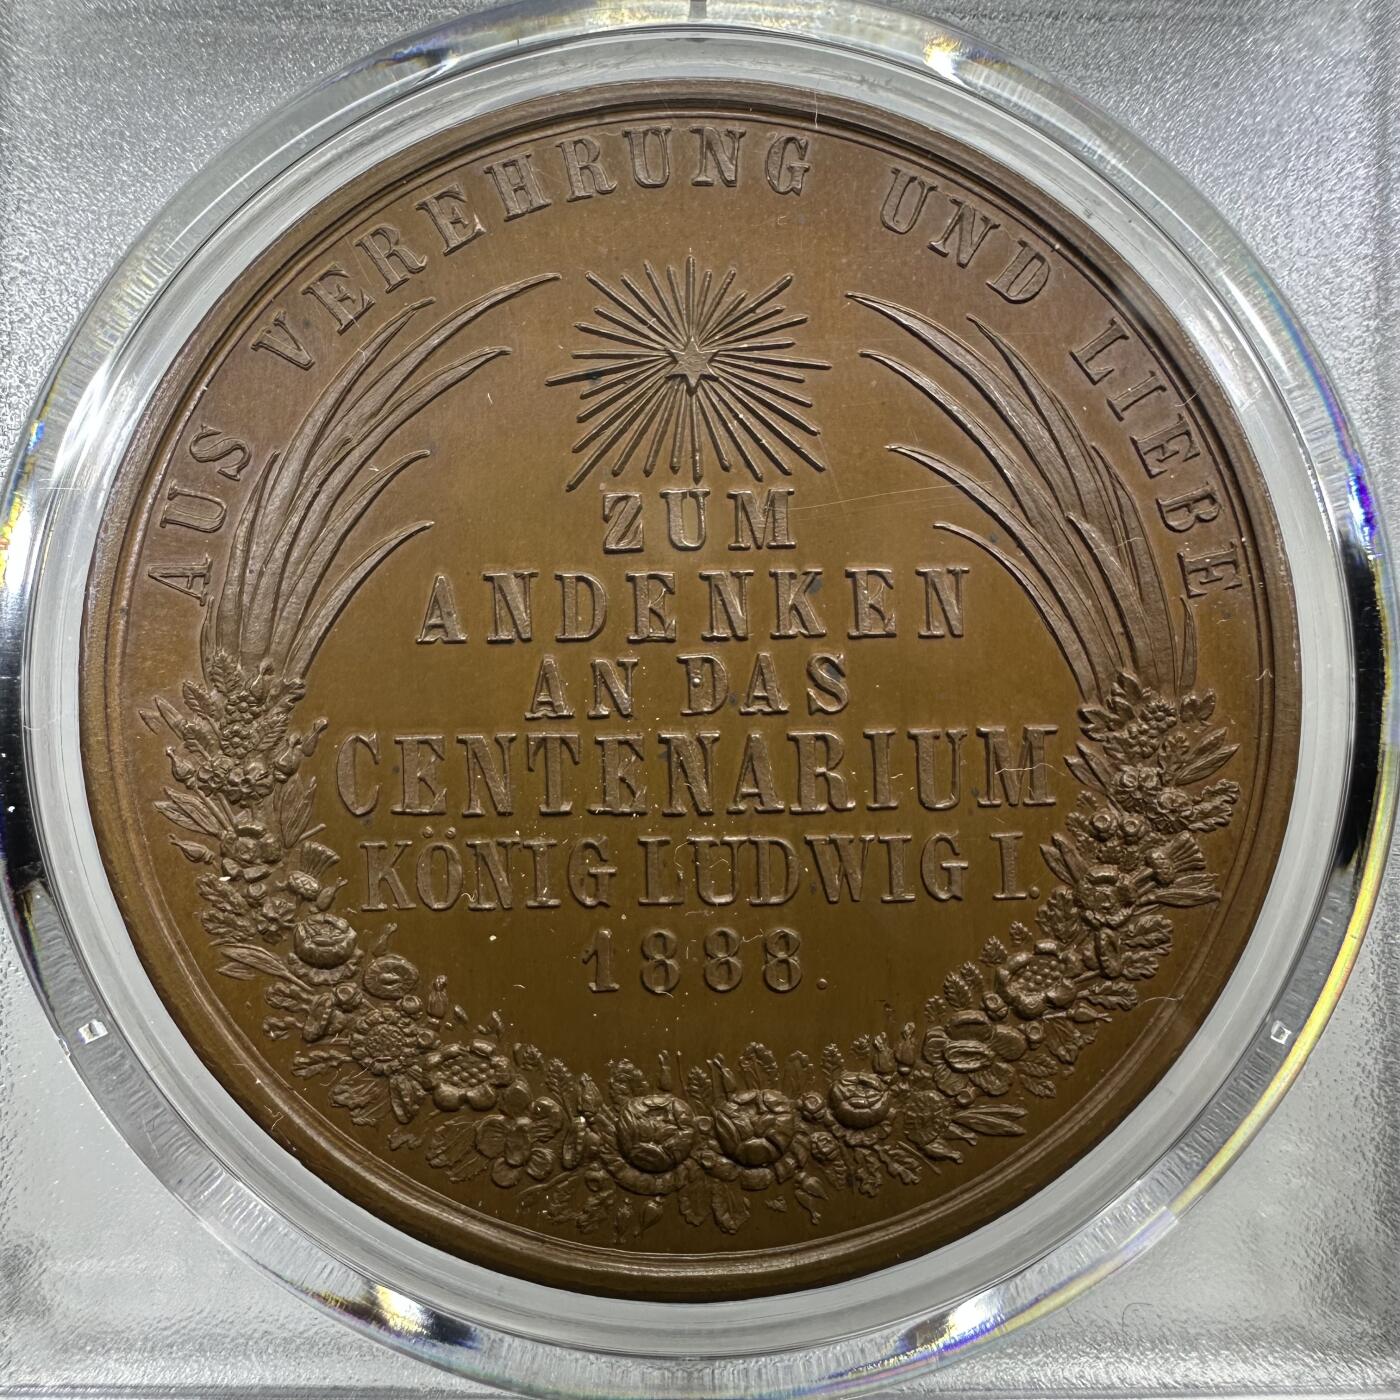 AUS VEREHRUNG UND LIEBE
ZUM
ANDENKEN
AN DAS
CENTENARIUM
KÖNIG LUDWIG I.
1888.